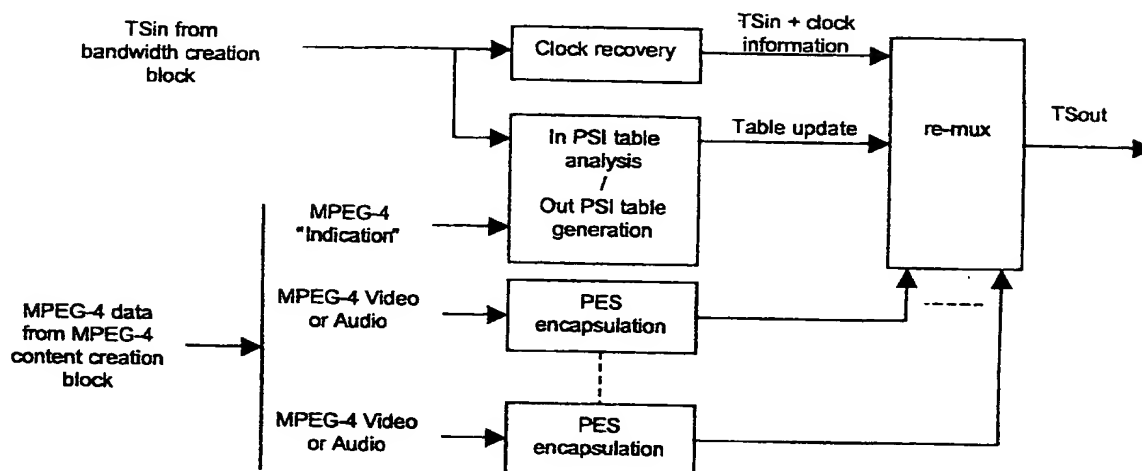 TSin from
bandwidth creation
block
Clock recovery
TSin + clock
information
In PSI table
analysis
/
Out PSI table
generation
Table update
re-mux
TSout
MPEG-4
"Indication"
MPEG-4 data
from MPEG-4
content creation
block
MPEG-4 Video
or Audio
PES
encapsulation
MPEG-4 Video
or Audio
PES
encapsulation